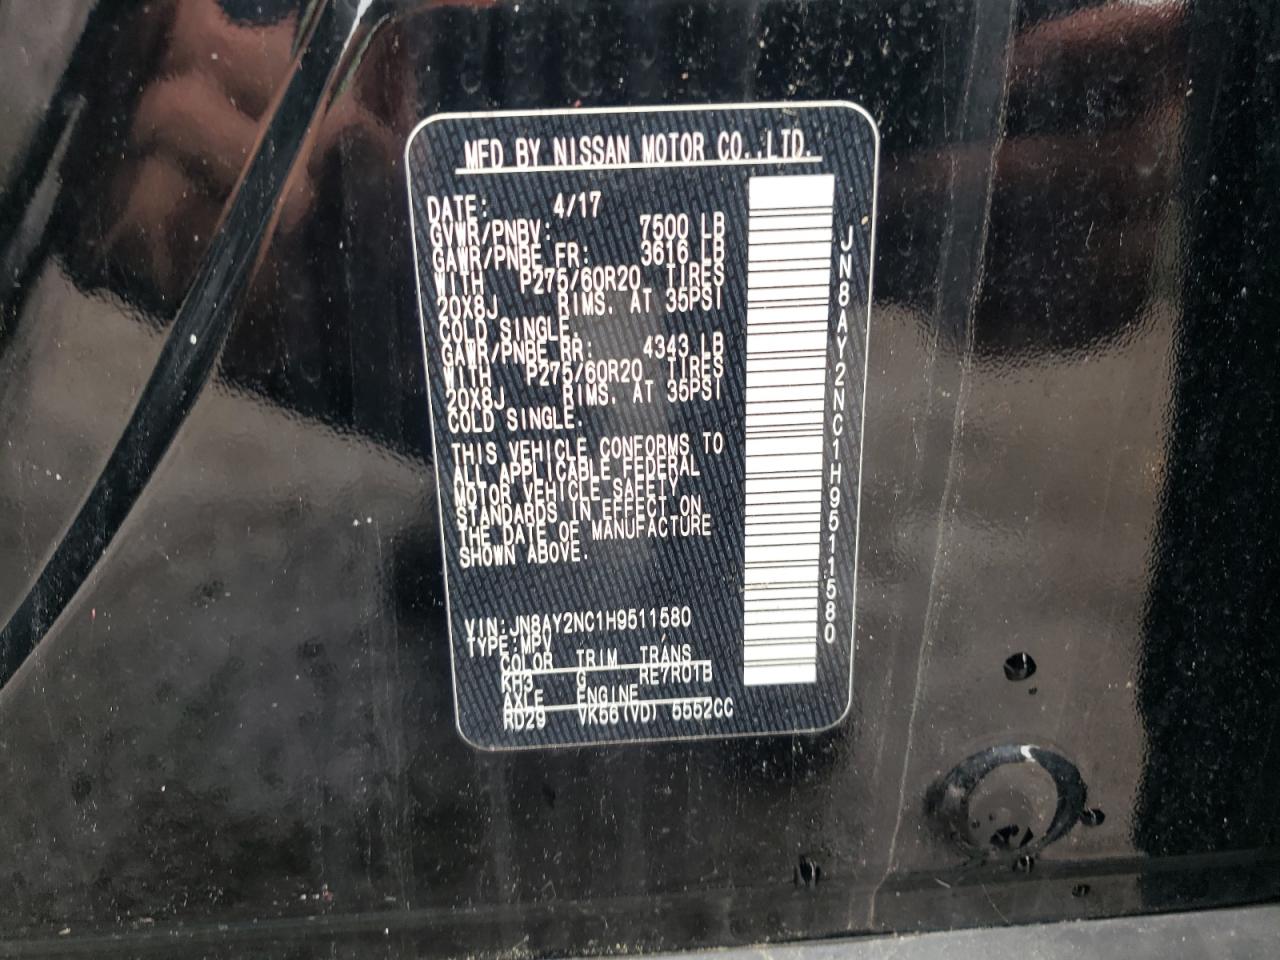 MFD BY NISSAN MOTOR CO.,LTD.
DATE: 4/17
GVWR/PNBV: 7500 LB
GAWR/PNBE FR: 3616 LB
WITH P275/60R20 TIRES
20X8J RIMS. AT 35PSI
COLD SINGLE.
GAWR/PNBE RR: 4343 LB
WITH P275/60R20 TIRES
20X8J RIMS. AT 35PSI
COLD SINGLE.
THIS VEHICLE CONFORMS TO
ALL APPLICABLE FEDERAL
MOTOR VEHICLE SAFETY
STANDARDS IN EFFECT ON
THE DATE OF MANUFACTURE
SHOWN ABOVE.
VIN:JN8AY2NC1H9511580
TYPE:MPV
COLOR TRIM TRANS
KH3 G RE7R01B
AXLE ENGINE
RD29 VK56(VD) 5552CC
JN8AY2NC1H9511580